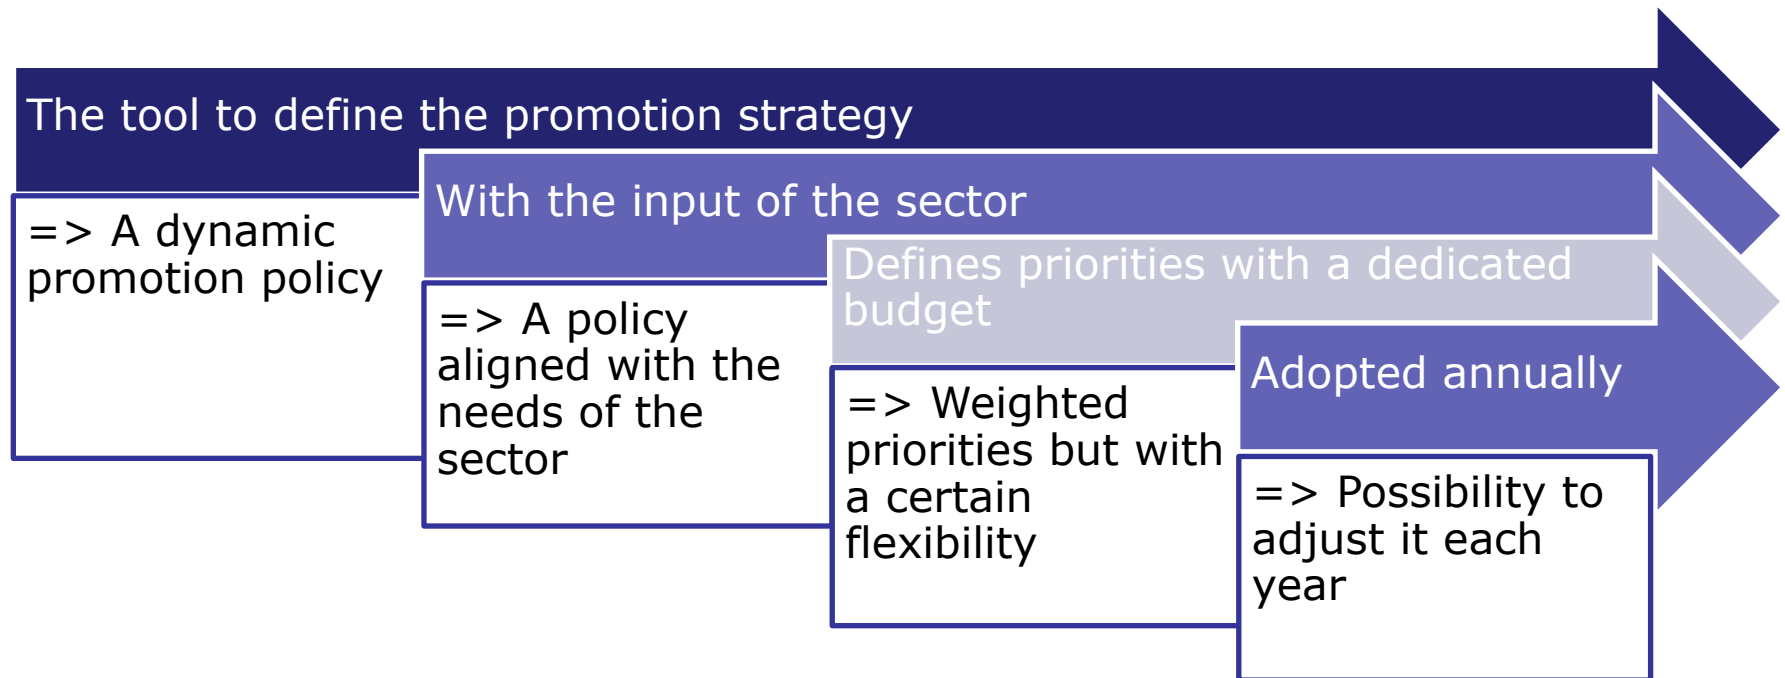 The tool to define the promotion strategy
=> A dynamic
promotion policy
With the input of the sector
=> A policy
aligned with the
needs of the
sector
Defines priorities with a dedicated
budget
=> Weighted
priorities but with
a certain
flexibility
Adopted annually
=> Possibility to
adjust it each
year